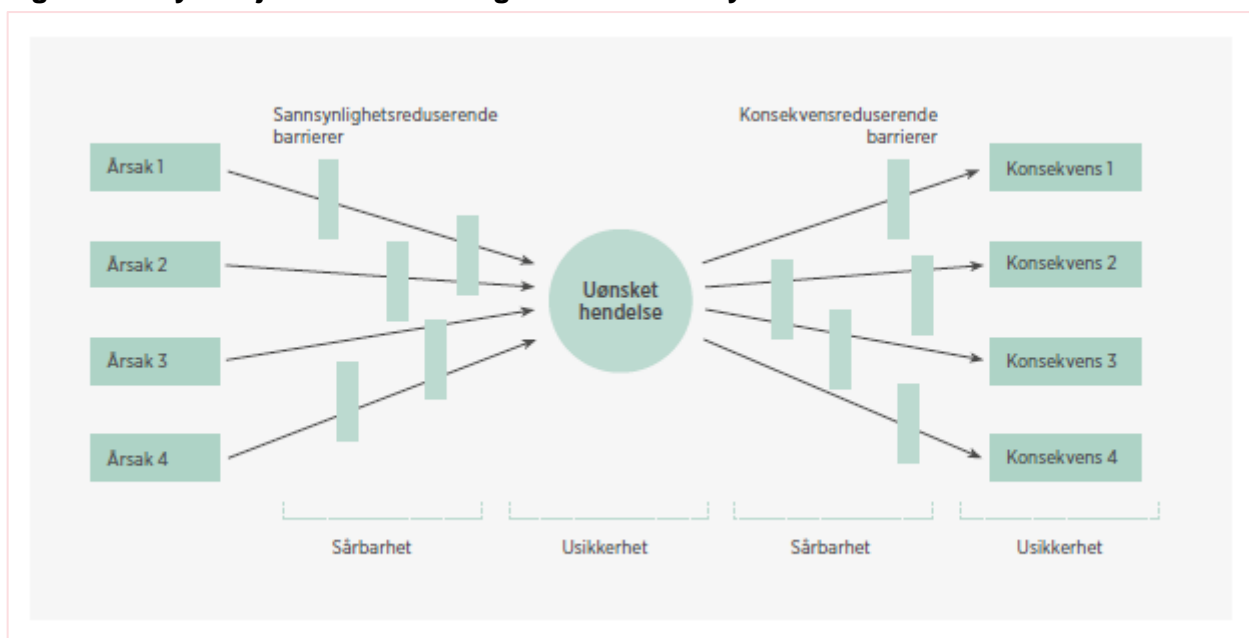 Sannsynlighetsreduserende
barrierer
Konsekvensreduserende
barrierer
Årsak 1
Årsak 2
Årsak 3
Årsak 4
Uønsket
hendelse
Konsekvens 1
Konsekvens 2
Konsekvens 3
Konsekvens 4
Sårbarhet
Usikkerhet
Sårbarhet
Usikkerhet